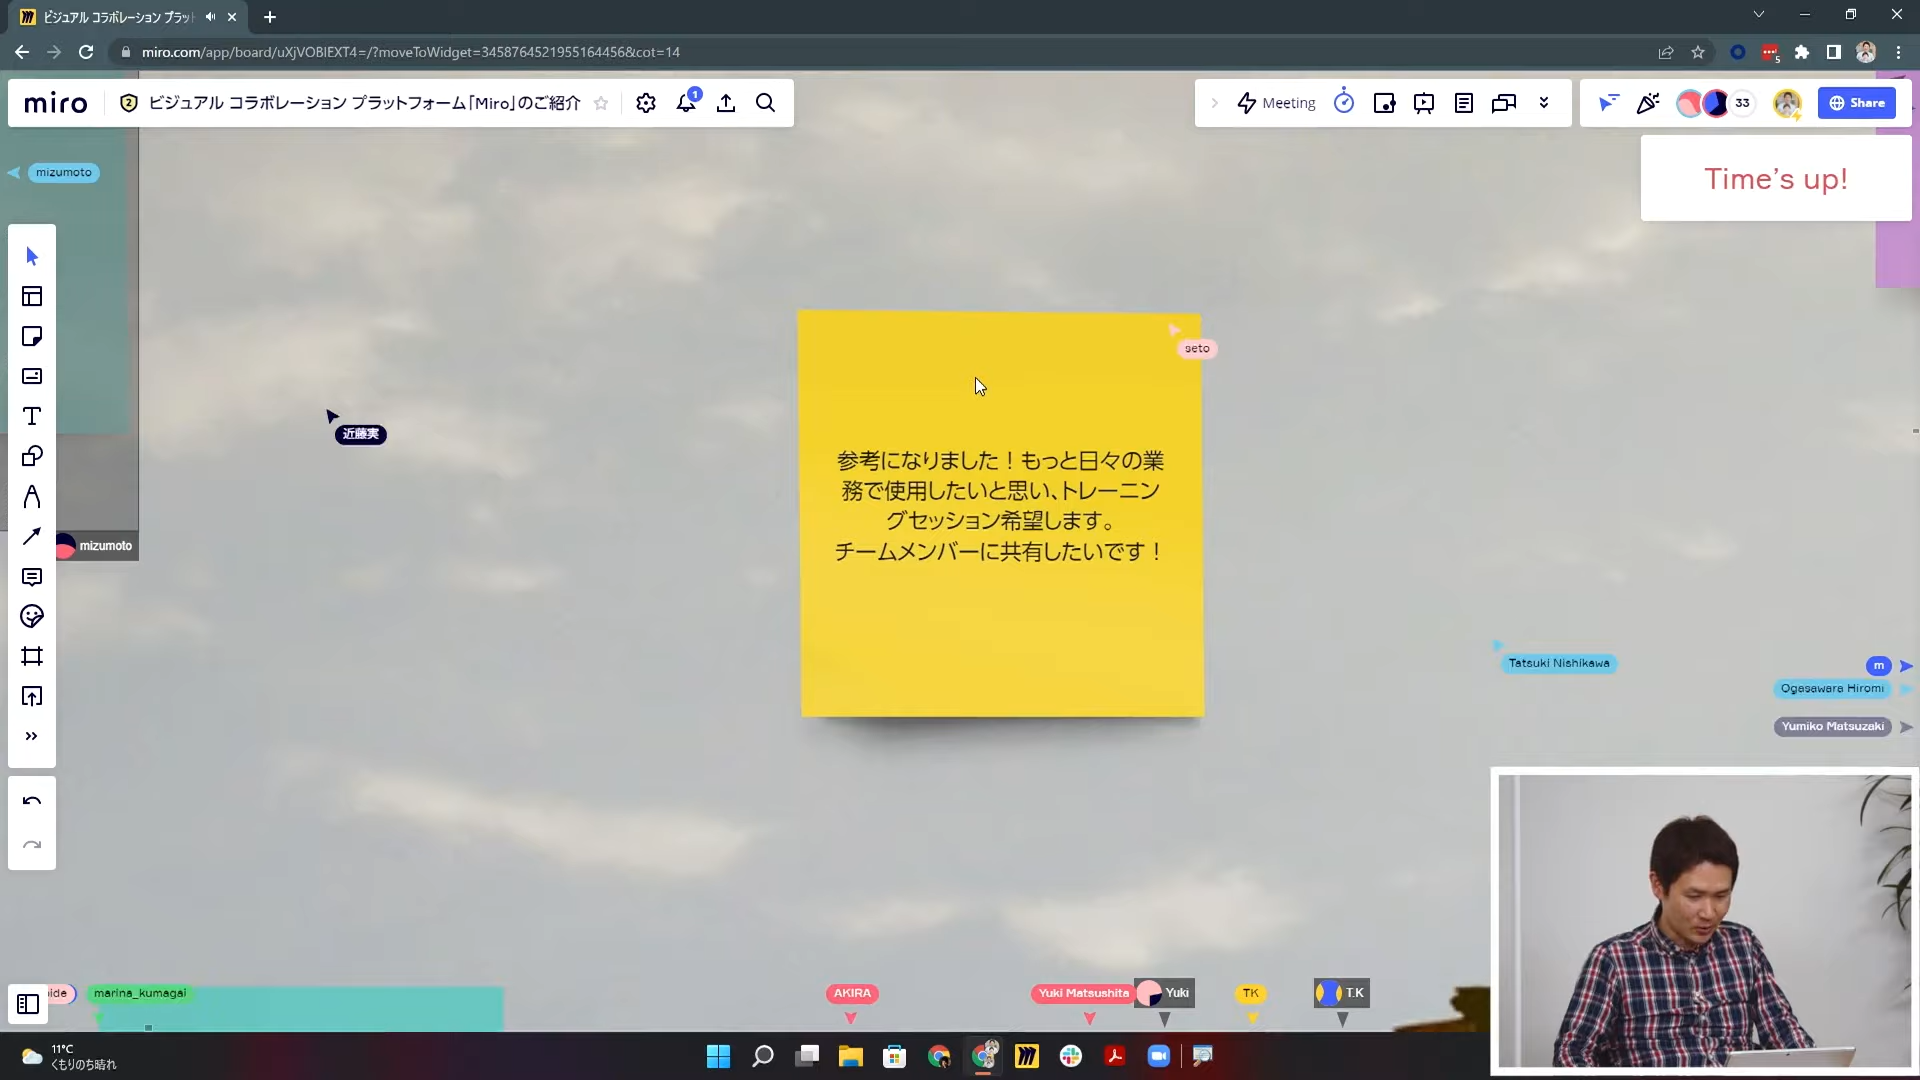 ビジュアル コラボレーション プラッ
miro.com/app/board/uXjVOBIEXT4=/?moveToWidget=3458764521955164456&cot=14
5
miro
2
ビジュアル コラボレーション プラットフォーム「Miro」のご紹介
1
Meeting
33
Share
Time's up!
mizumoto
seto
近藤実
参考になりました！もっと日々の業
務で使用したいと思い、トレーニン
グセッション希望します。
チームメンバーに共有したいです！
mizumoto
Tatsuki Nishikawa
m
Ogasawara Hiromi
Yumiko Matsuzaki
ide
marina_kumagai
AKIRA
Yuki Matsushita
Yuki
TK
T.K
11°C
くもりのち晴れ